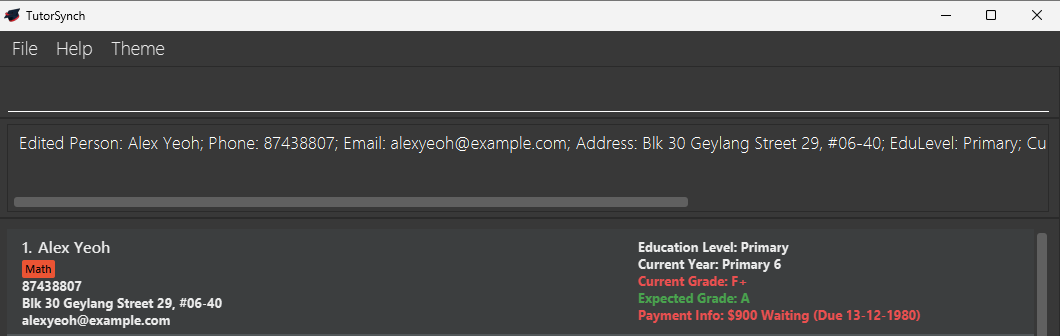 TutorSynch
File Help Theme
Edited Person: Alex Yeoh; Phone: 87438807; Email: alexyeoh@example.com; Address: Blk 30 Geylang Street 29, #06-40; EduLevel: Primary; Cu
1. Alex Yeoh
Math
87438807
Blk 30 Geylang Street 29, #06-40
alexyeoh@example.com
Education Level: Primary
Current Year: Primary 6
Current Grade: F+
Expected Grade: A
Payment Info: $900 Waiting (Due 13-12-1980)